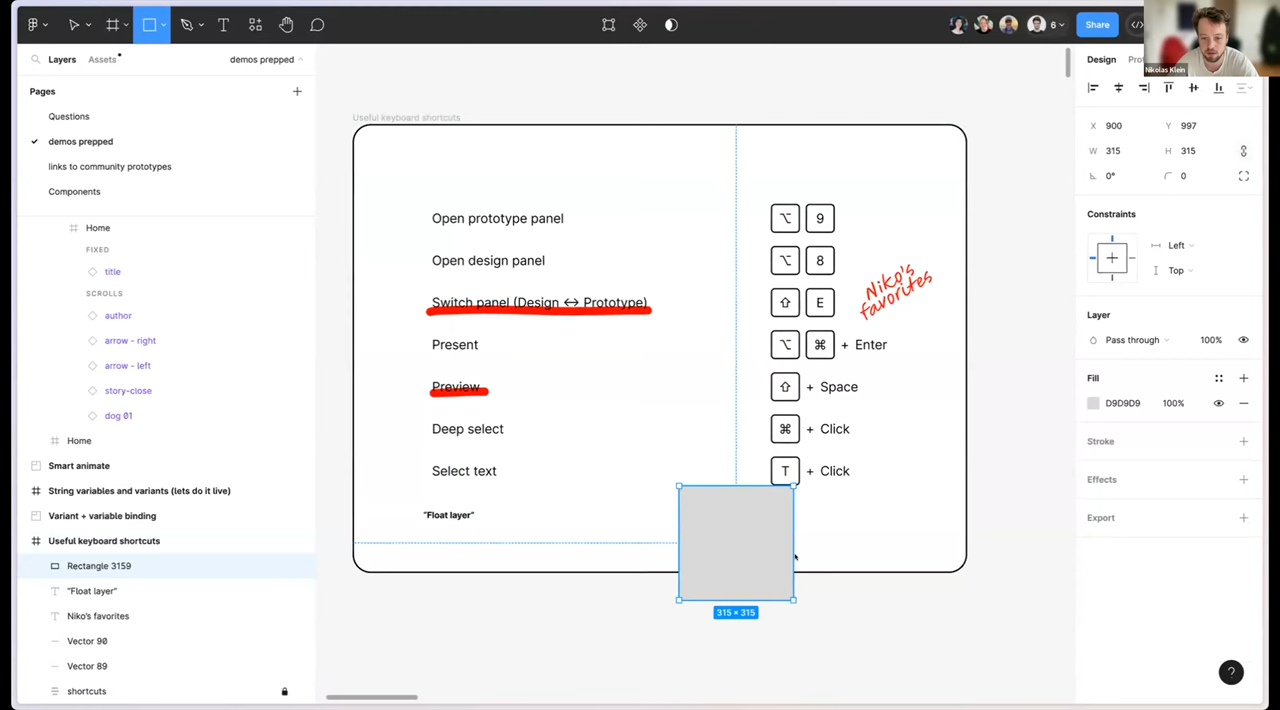 6
Share
Nikolas Klein
Layers
Assets
demos prepped
Design
Pages
Questions
demos prepped
links to community prototypes
Components
Home
FIXED
title
SCROLLS
author
arrow - right
arrow - left
story-close
dog 01
Home
Smart animate
String variables and variants (lets do it live)
Variant + variable binding
Useful keyboard shortcuts
Rectangle 3159
"Float layer"
Niko's favorites
Vector 90
Vector 89
shortcuts
Useful keyboard shortcuts
Open prototype panel ⌥ 9
Open design panel ⌥ 8
Switch panel (Design ↔ Prototype) ⇧ E
Niko's
favorites
Present ⌥ ⌘ + Enter
Preview ⇧ + Space
Deep select ⌘ + Click
Select text T + Click
"Float layer"
315 × 315
X 900 Y 997
W 315 H 315
0° 0
Constraints
Left
Top
Layer
Pass through 100%
Fill
D9D9D9 100%
Stroke
Effects
Export
?